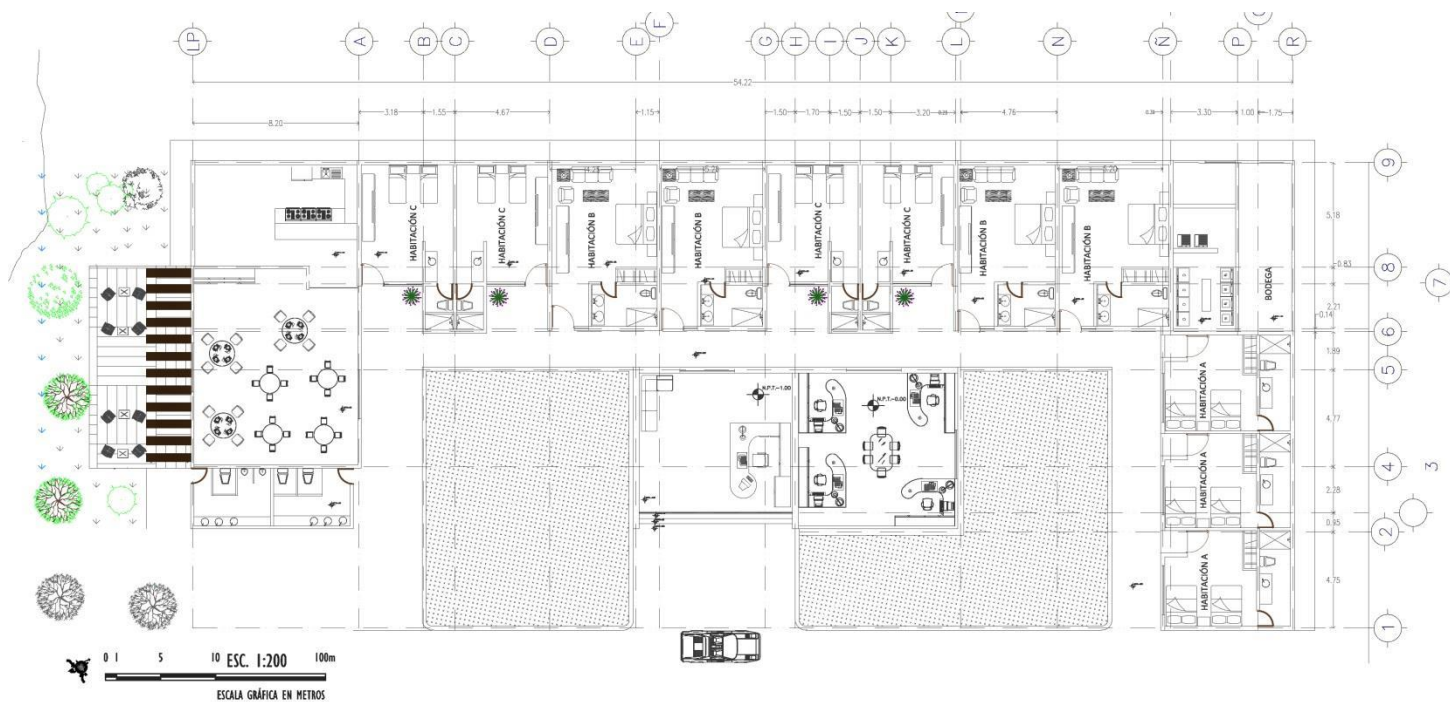 LP A B C D E F G H I J K L N Ñ P R
54.22
8.20 3.18 1.55 4.67 1.15 1.50 1.70 1.50 1.50 3.20 4.76 3.30 1.00 1.75
HABITACIÓN C
HABITACIÓN C
HABITACIÓN B
HABITACIÓN B
HABITACIÓN C
HABITACIÓN C
HABITACIÓN B
HABITACIÓN B
BODEGA
HABITACIÓN A
HABITACIÓN A
HABITACIÓN A
N.P.T.-1.00
N.P.T.-0.00
9
5.18
8
0.83
7
2.21
0.14
6
1.89
5
4.77
4
3
2.28
0.95
2
4.75
1
0 1 5 10 ESC. 1:200 100m
ESCALA GRÁFICA EN METROS